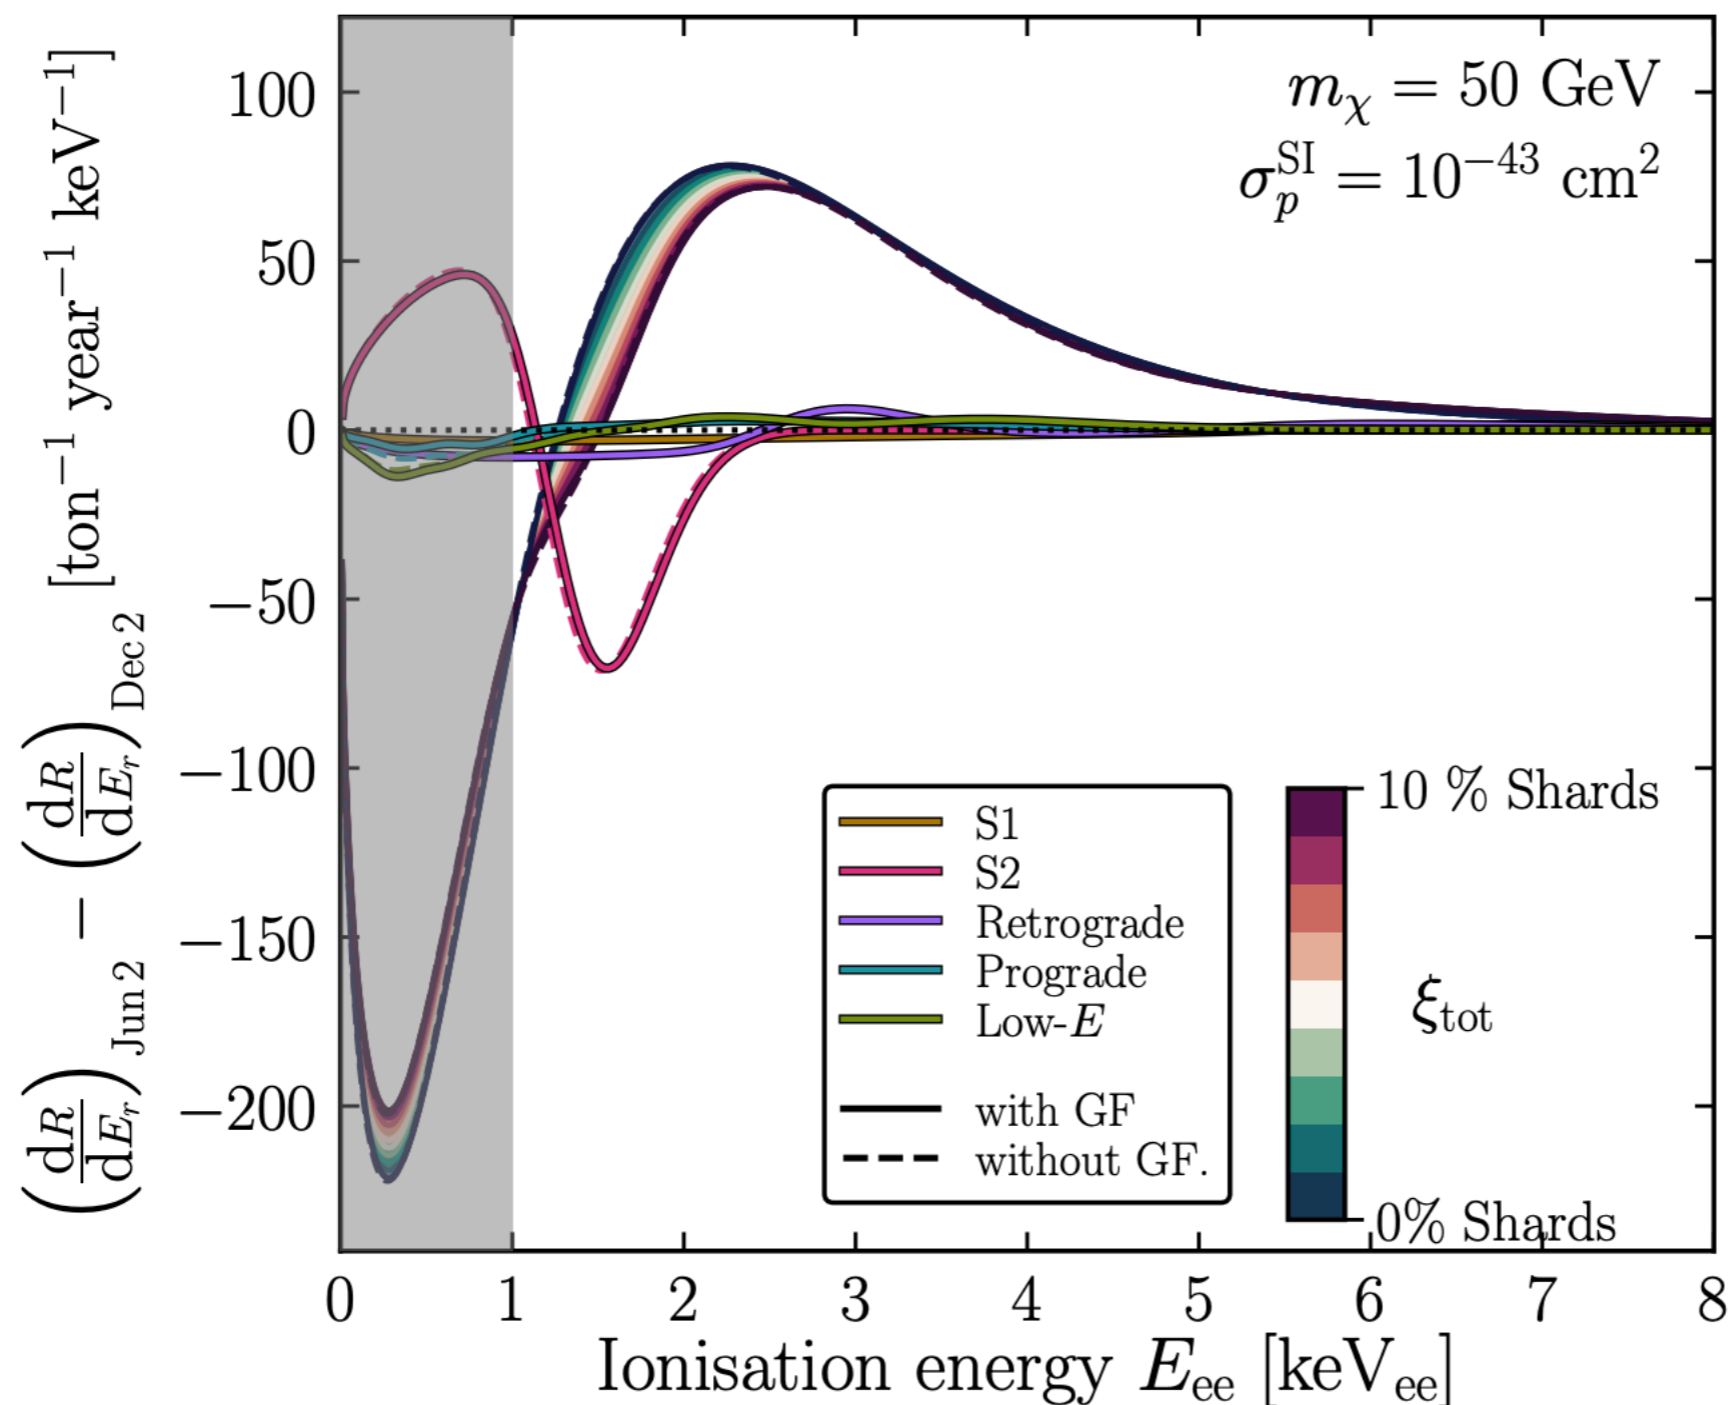 (dR/dE_r)_{Jun 2} − (dR/dE_r)_{Dec 2} [ton⁻¹ year⁻¹ keV⁻¹]
100
50
0
−50
−100
−150
−200
m_χ = 50 GeV
σ_p^{SI} = 10⁻⁴³ cm²
S1
S2
Retrograde
Prograde
Low-E
with GF
without GF.
10 % Shards
ξ_tot
0% Shards
0 1 2 3 4 5 6 7 8
Ionisation energy E_ee [keV_ee]